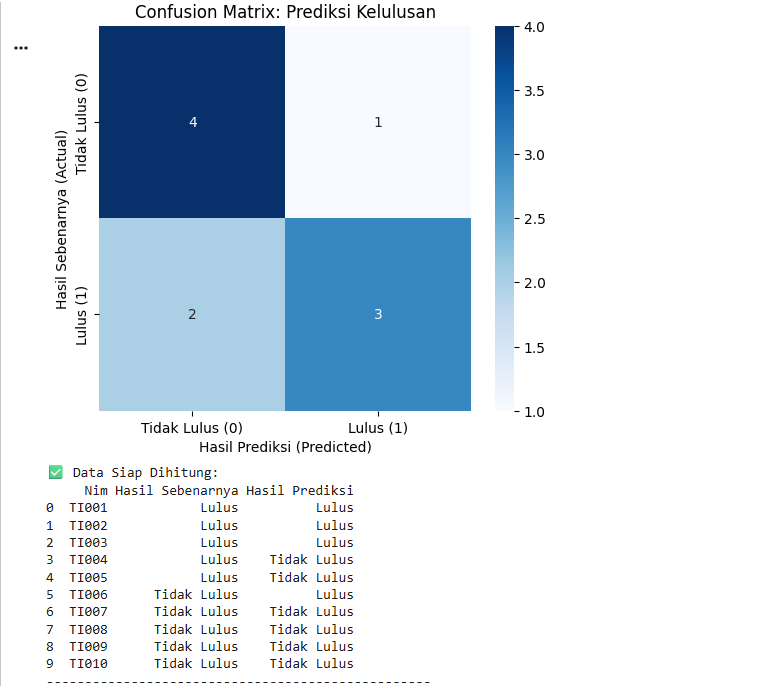 Confusion Matrix: Prediksi Kelulusan
...
Hasil Sebenarnya (Actual)
Tidak Lulus (0)
Lulus (1)
4 1
2 3
4.0
3.5
3.0
2.5
2.0
1.5
1.0
Tidak Lulus (0) Lulus (1)
Hasil Prediksi (Predicted)
✅ Data Siap Dihitung:
Nim Hasil Sebenarnya Hasil Prediksi
0 TI001 Lulus Lulus
1 TI002 Lulus Lulus
2 TI003 Lulus Lulus
3 TI004 Lulus Tidak Lulus
4 TI005 Lulus Tidak Lulus
5 TI006 Tidak Lulus Lulus
6 TI007 Tidak Lulus Tidak Lulus
7 TI008 Tidak Lulus Tidak Lulus
8 TI009 Tidak Lulus Tidak Lulus
9 TI010 Tidak Lulus Tidak Lulus
--------------------------------------------------